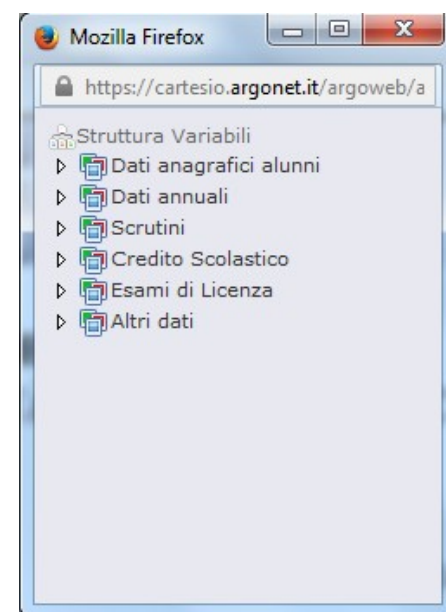 Mozilla Firefox
https://cartesio.argonet.it/argoweb/a
Struttura Variabili
Dati anagrafici alunni
Dati annuali
Scrutini
Credito Scolastico
Esami di Licenza
Altri dati